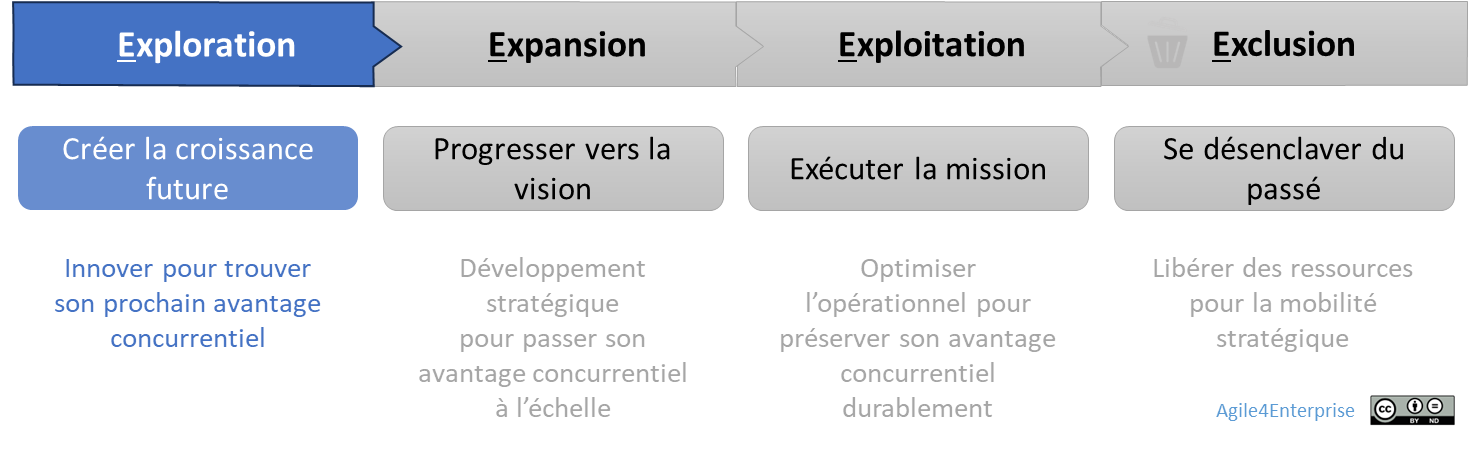 Exploration
Expansion
Exploitation
Exclusion
Créer la croissance
future
Progresser vers la
vision
Exécuter la mission
Se désenclaver du
passé
Innover pour trouver
son prochain avantage
concurrentiel
Développement
stratégique
pour passer son
avantage concurrentiel
à l’échelle
Optimiser
l’opérationnel pour
préserver son avantage
concurrentiel
durablement
Libérer des ressources
pour la mobilité
stratégique
Agile4Enterprise
cc
BY ND